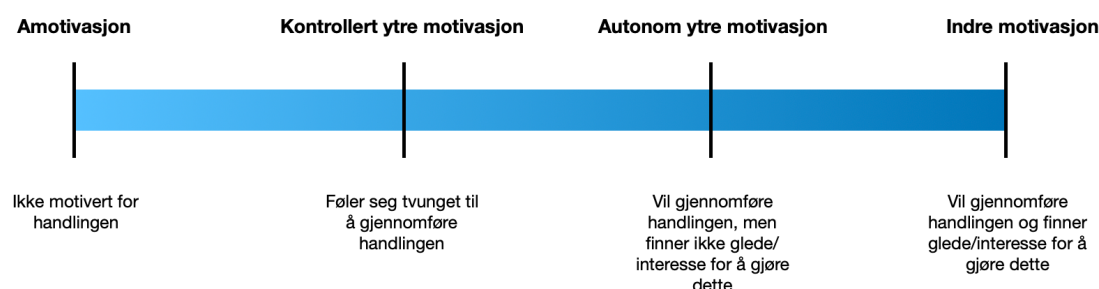 Amotivasjon
Kontrollert ytre motivasjon
Autonom ytre motivasjon
Indre motivasjon
Ikke motivert for
handlingen
Føler seg tvunget til
å gjennomføre
handlingen
Vil gjennomføre
handlingen, men
finner ikke glede/
interesse for å gjøre
dette
Vil gjennomføre
handlingen og finner
glede/interesse for å
gjøre dette